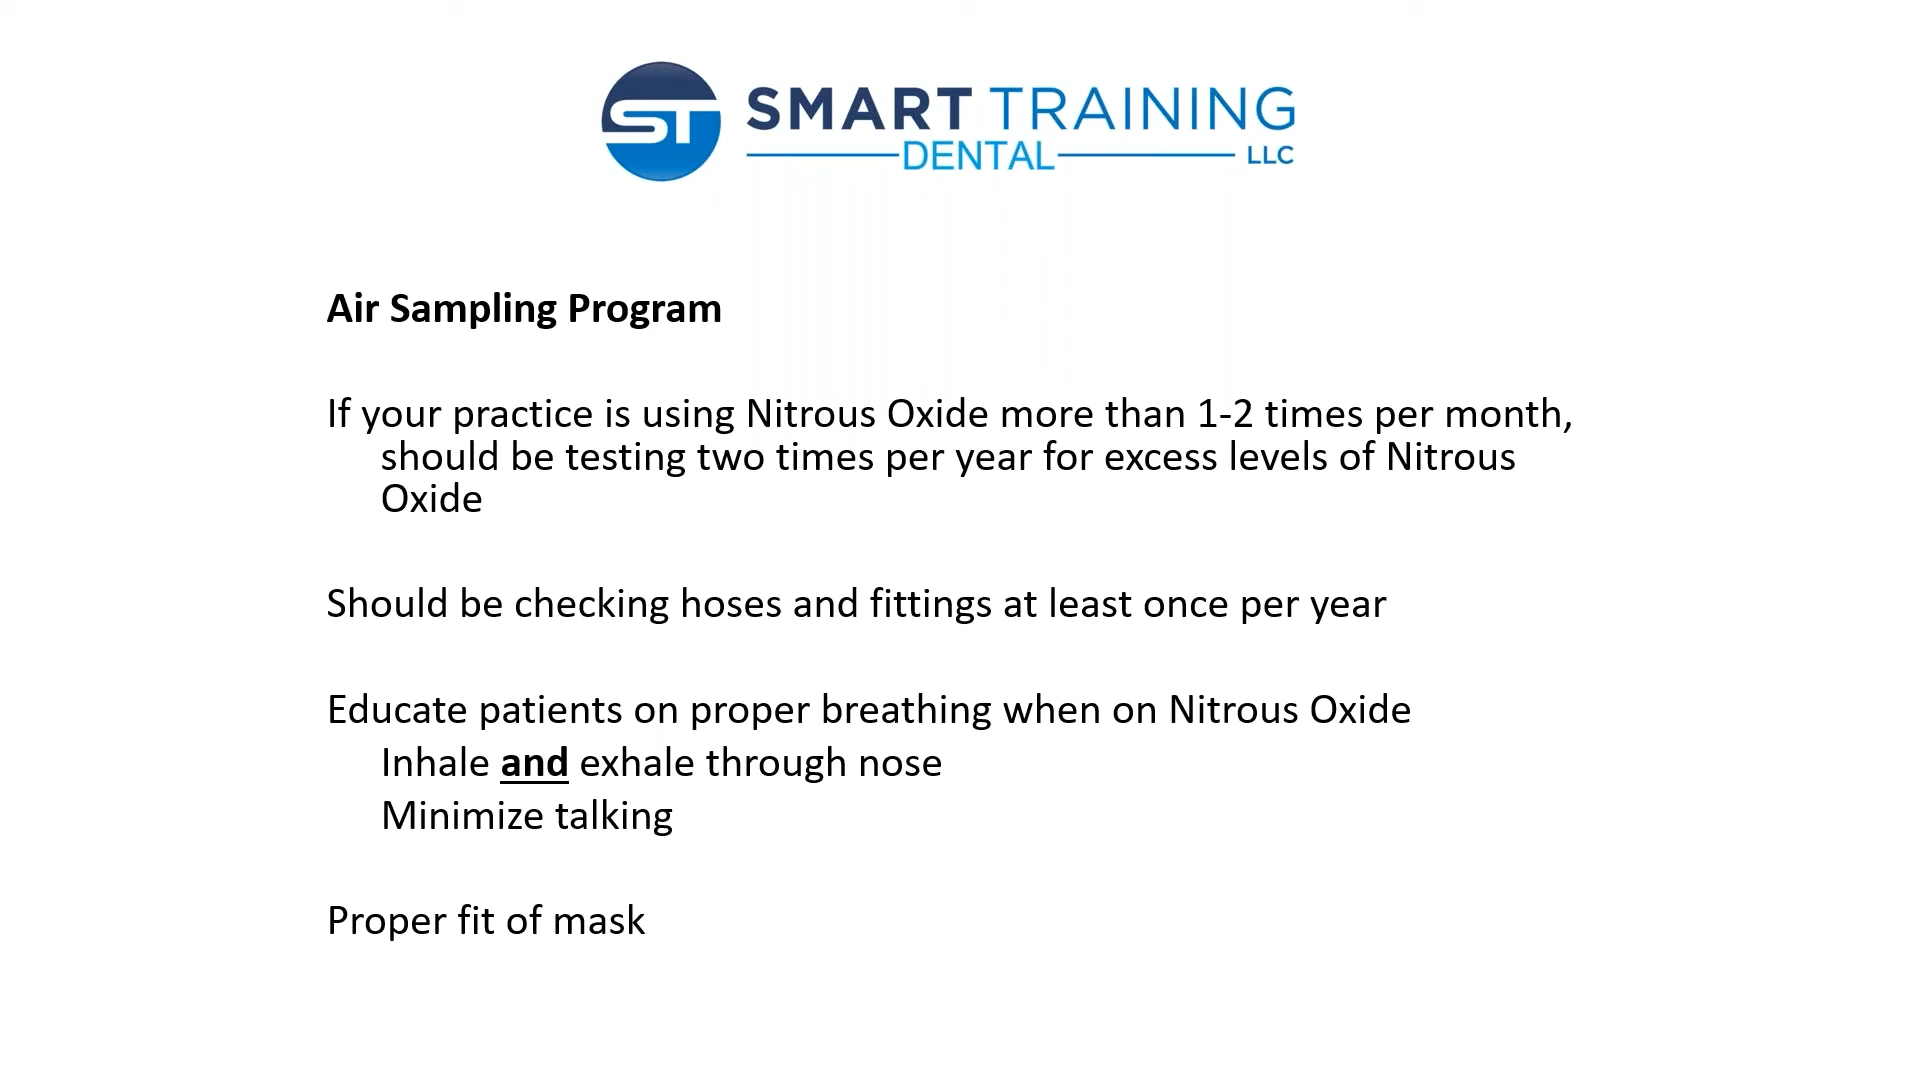 ST SMART TRAINING
DENTAL LLC
Air Sampling Program
If your practice is using Nitrous Oxide more than 1-2 times per month,
should be testing two times per year for excess levels of Nitrous
Oxide
Should be checking hoses and fittings at least once per year
Educate patients on proper breathing when on Nitrous Oxide
Inhale and exhale through nose
Minimize talking
Proper fit of mask